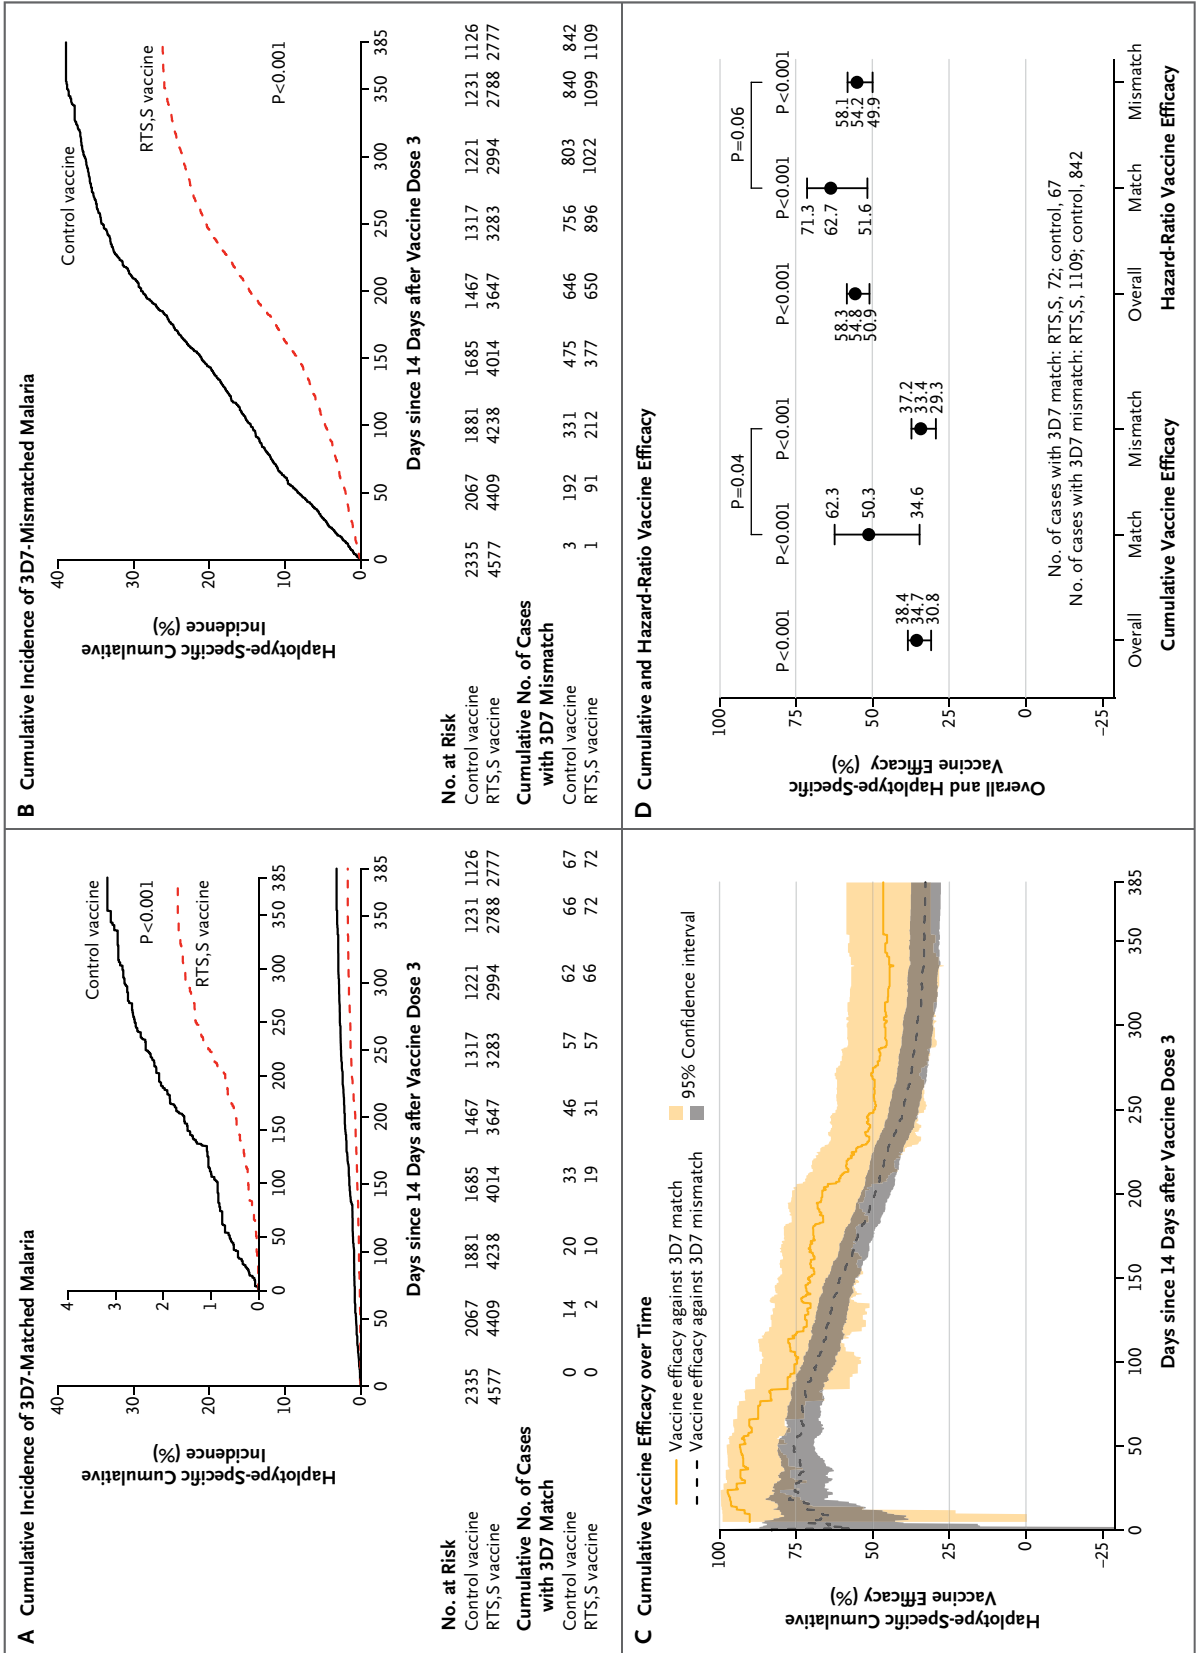 A Cumulative Incidence of 3D7-Matched Malaria
Haplotype-Specific Cumulative
Incidence (%)
40
30
20
10
0
4
3
2
1
0
0 50 100 150 200 250 300 350 385
Control vaccine
P<0.001
RTS,S vaccine
0 50 100 150 200 250 300 350 385
Days since 14 Days after Vaccine Dose 3
No. at Risk
Control vaccine 2335 2067 1881 1685 1467 1317 1221 1231 1126
RTS,S vaccine 4577 4409 4238 4014 3647 3283 2994 2788 2777
Cumulative No. of Cases
with 3D7 Match
Control vaccine 0 14 20 33 46 57 62 66 67
RTS,S vaccine 0 2 10 19 31 57 66 72 72
B Cumulative Incidence of 3D7-Mismatched Malaria
Haplotype-Specific Cumulative
Incidence (%)
40
30
20
10
0
Control vaccine
RTS,S vaccine
P<0.001
0 50 100 150 200 250 300 350 385
Days since 14 Days after Vaccine Dose 3
No. at Risk
Control vaccine 2335 2067 1881 1685 1467 1317 1221 1231 1126
RTS,S vaccine 4577 4409 4238 4014 3647 3283 2994 2788 2777
Cumulative No. of Cases
with 3D7 Mismatch
Control vaccine 3 192 331 475 646 756 803 840 842
RTS,S vaccine 1 91 212 377 650 896 1022 1099 1109
C Cumulative Vaccine Efficacy over Time
Haplotype-Specific Cumulative
Vaccine Efficacy (%)
100
75
50
25
0
−25
Vaccine efficacy against 3D7 match
Vaccine efficacy against 3D7 mismatch
95% Confidence interval
0 50 100 150 200 250 300 350 385
Days since 14 Days after Vaccine Dose 3
D Cumulative and Hazard-Ratio Vaccine Efficacy
Overall and Haplotype-Specific
Vaccine Efficacy (%)
100
75
50
25
0
−25
P=0.04
P=0.06
P<0.001 P<0.001 P<0.001 P<0.001 P<0.001 P<0.001
38.4
34.7
30.8
62.3
50.3
34.6
37.2
33.4
29.3
58.3
54.8
50.9
71.3
62.7
51.6
58.1
54.2
49.9
No. of cases with 3D7 match: RTS,S, 72; control, 67
No. of cases with 3D7 mismatch: RTS,S, 1109; control, 842
Overall Match Mismatch Overall Match Mismatch
Cumulative Vaccine Efficacy Hazard-Ratio Vaccine Efficacy